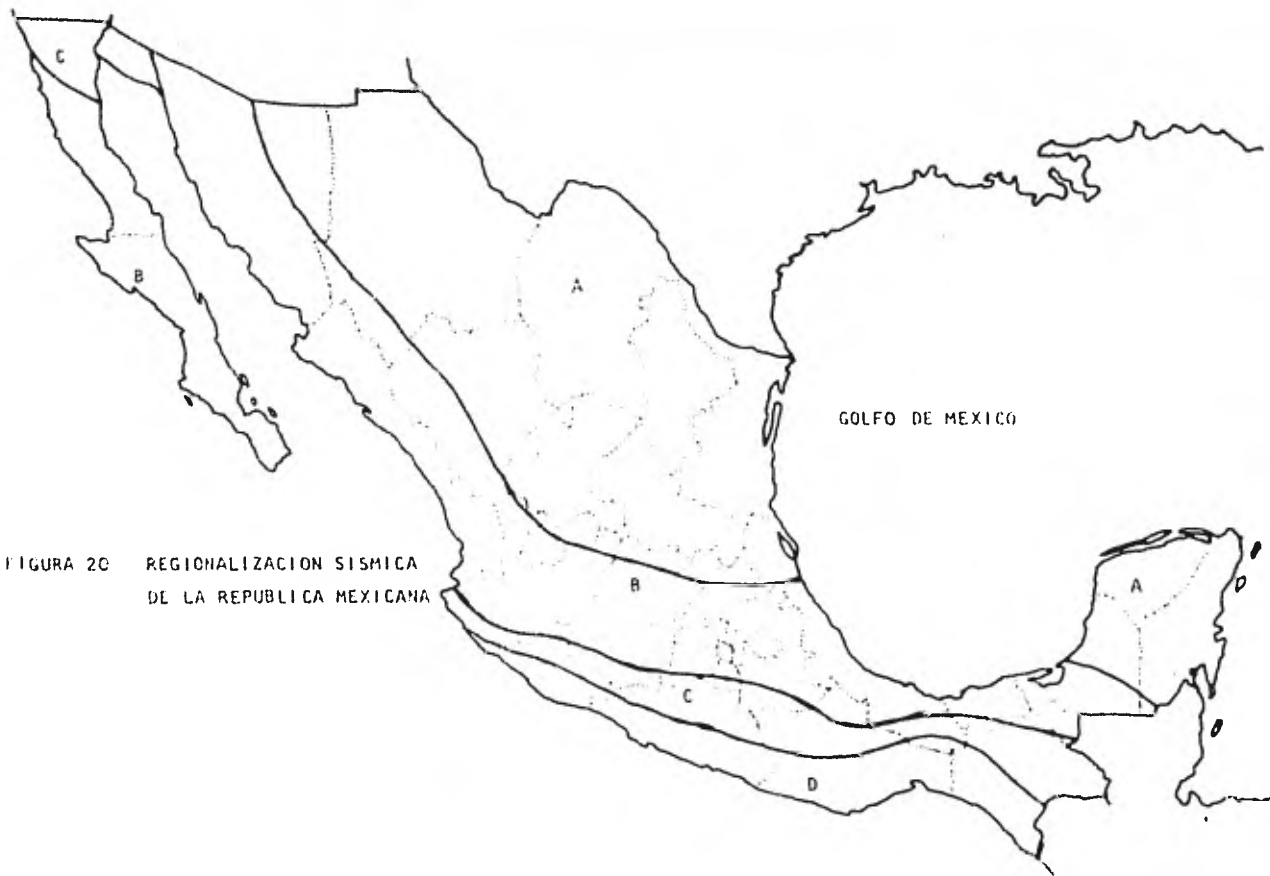 C
B
A
GOLFO DE MEXICO
FIGURA 20 REGIONALIZACION SISMICA
DE LA REPUBLICA MEXICANA
B
A
C
D